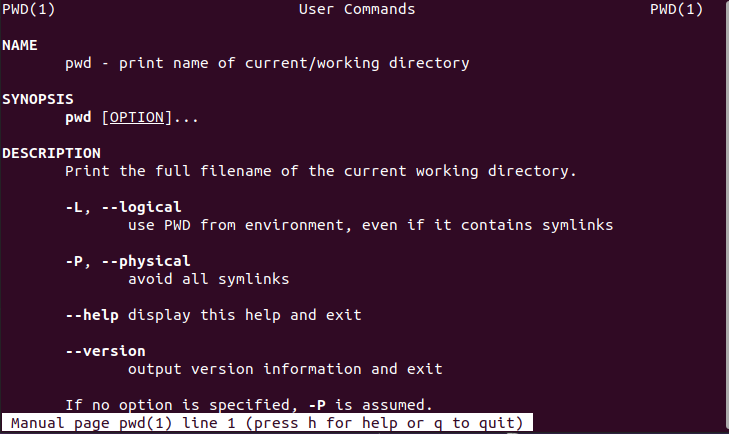 PWD(1) User Commands PWD(1)
NAME
pwd - print name of current/working directory
SYNOPSIS
pwd [OPTION]...
DESCRIPTION
Print the full filename of the current working directory.
-L, --logical
use PWD from environment, even if it contains symlinks
-P, --physical
avoid all symlinks
--help display this help and exit
--version
output version information and exit
If no option is specified, -P is assumed.
Manual page pwd(1) line 1 (press h for help or q to quit)